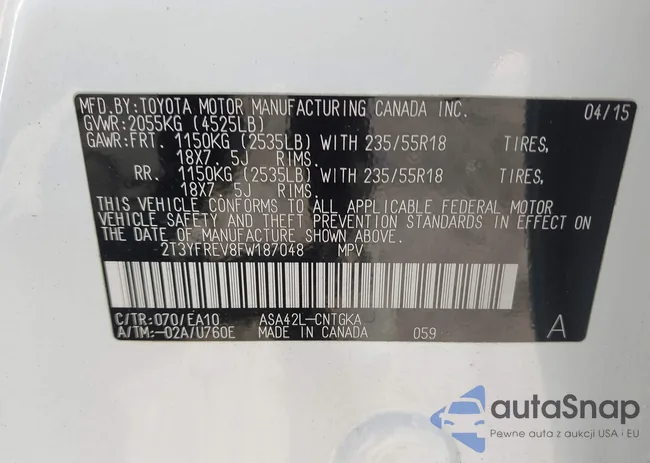 MFD. BY: TOYOTA MOTOR MANUFACTURING CANADA INC. 04/15
GVWR: 2055KG (4525LB)
GAWR: FRT. 1150KG (2535LB) WITH 235/55R18 TIRES,
18X7. 5J RIMS.
RR. 1150KG (2535LB) WITH 235/55R18 TIRES,
18X7. 5J RIMS.
THIS VEHICLE CONFORMS TO ALL APPLICABLE FEDERAL MOTOR
VEHICLE SAFETY AND THEFT PREVENTION STANDARDS IN EFFECT ON
THE DATE OF MANUFACTURE SHOWN ABOVE.
2T3YFREV8FW187048 MPV
C/TR: 070/EA10 ASA42L-CNTGKA
A/TM: -02A/U760E MADE IN CANADA 059 A
autaSnap
Pewne auta z aukcji USA i EU